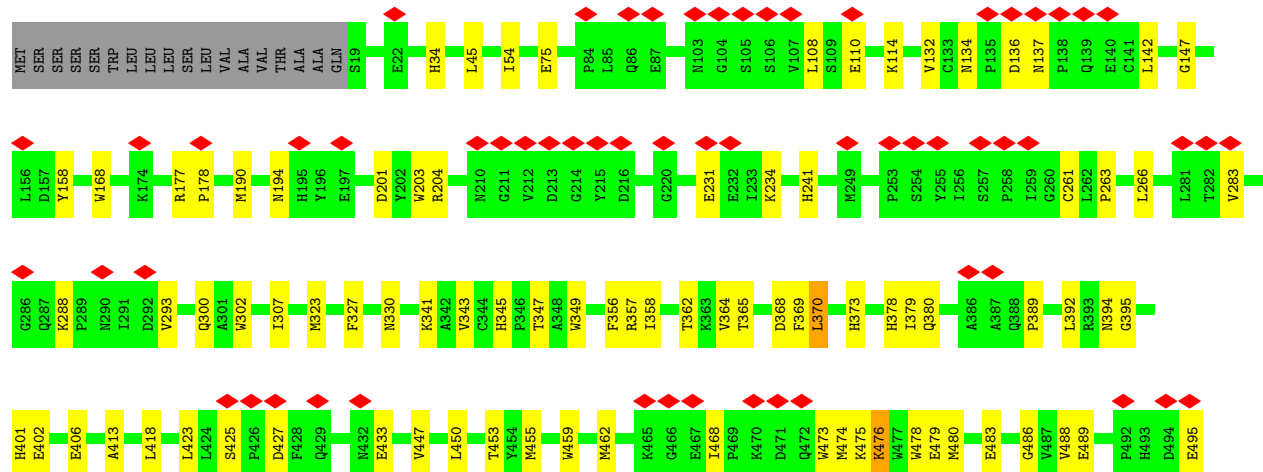 MET SER SER SER SER SER TRP LEU LEU LEU SER LEU VAL ALA VAL THR ALA ALA GLN S19 E22 H34 L45 I54 E75 P84 L85 Q86 E87 N103 G104 S105 S106 V107 L108 S109 E110 K114 V132 C133 N134 P135 D136 N137 P138 Q139 E140 C141 L142 G147
L156 D157 Y158 W168 K174 R177 P178 M190 N194 H195 Y196 E197 D201 Y202 W203 R204 N210 G211 V212 D213 G214 Y215 D216 G220 E231 E232 I233 K234 H241 M249 P253 S254 Y255 I256 S257 P258 I259 G260 C261 L262 P263 L266 L281 T282 V283
G286 Q287 K288 P289 N290 I291 D292 V293 Q300 A301 W302 I307 M323 F327 N330 K341 A342 V343 C344 H345 P346 T347 A348 W349 F356 R357 I358 T362 K363 V364 T365 D368 F369 L370 H373 H378 I379 Q380 A386 A387 Q388 P389 L392 R393 N394 G395
H401 E402 E406 A413 L418 L423 L424 S425 P426 D427 F428 Q429 N432 E433 V447 L450 T453 Y454 M455 W459 M462 K465 G466 E467 I468 P469 K470 D471 Q472 W473 M474 K475 K476 W477 W478 E479 M480 E483 G486 V487 V488 E489 P492 H493 D494 E495